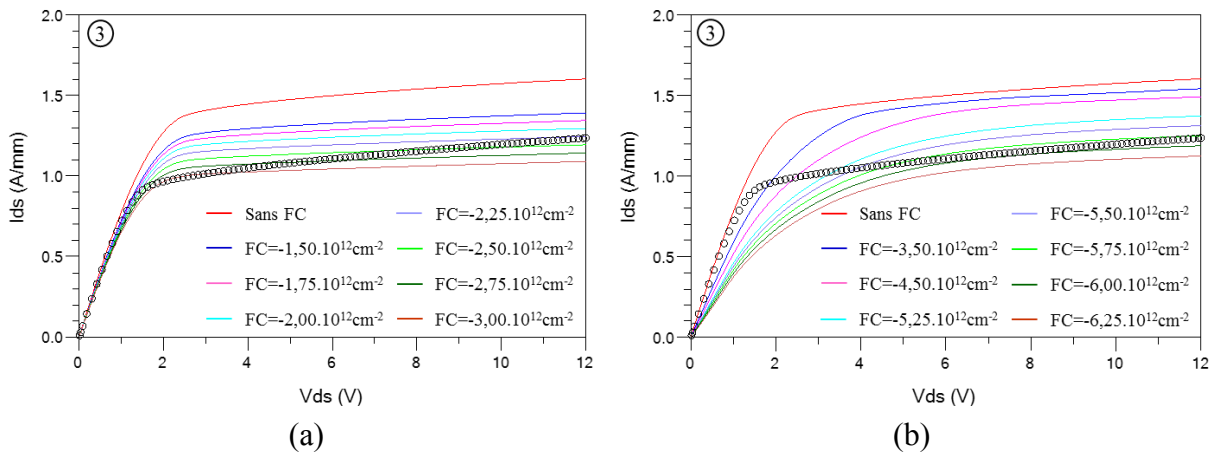 ③
2.0
1.5
1.0
0.5
0.0
Ids (A/mm)
0 2 4 6 8 10 12
Vds (V)
Sans FC
FC=-1,50.10¹²cm⁻²
FC=-1,75.10¹²cm⁻²
FC=-2,00.10¹²cm⁻²
FC=-2,25.10¹²cm⁻²
FC=-2,50.10¹²cm⁻²
FC=-2,75.10¹²cm⁻²
FC=-3,00.10¹²cm⁻²
(a)
③
2.0
1.5
1.0
0.5
0.0
Ids (A/mm)
0 2 4 6 8 10 12
Vds (V)
Sans FC
FC=-3,50.10¹²cm⁻²
FC=-4,50.10¹²cm⁻²
FC=-5,25.10¹²cm⁻²
FC=-5,50.10¹²cm⁻²
FC=-5,75.10¹²cm⁻²
FC=-6,00.10¹²cm⁻²
FC=-6,25.10¹²cm⁻²
(b)